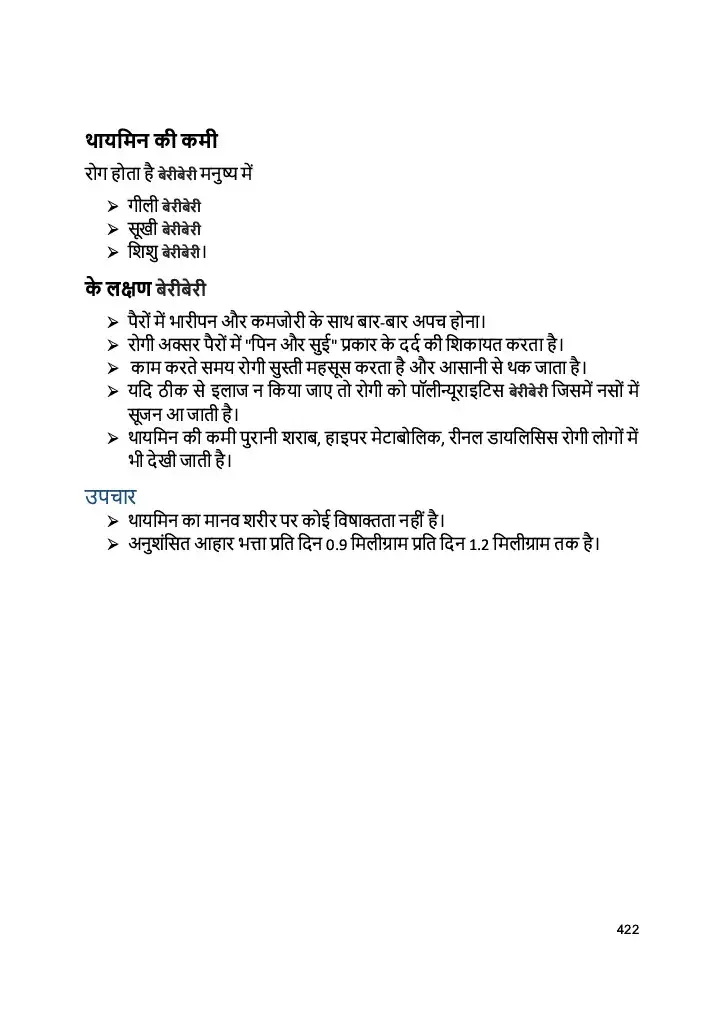 थायमिन की कमी
रोग होता है बेरीबेरी मनुष्य में
➢ गीली बेरीबेरी
➢ सूखी बेरीबेरी
➢ शिशु बेरीबेरी।
के लक्षण बेरीबेरी
➢ पैरों में भारीपन और कमजोरी के साथ बार-बार अपच होना।
➢ रोगी अक्सर पैरों में "पिन और सुई" प्रकार के दर्द की शिकायत करता है।
➢ काम करते समय रोगी सुस्ती महसूस करता है और आसानी से थक जाता है।
➢ यदि ठीक से इलाज न किया जाए तो रोगी को पॉलीन्यूराइटिस बेरीबेरी जिसमें नसों में
सूजन आ जाती है।
➢ थायमिन की कमी पुरानी शराब, हाइपर मेटाबोलिक, रीनल डायलिसिस रोगी लोगों में
भी देखी जाती है।
उपचार
➢ थायमिन का मानव शरीर पर कोई विषाक्तता नहीं है।
➢ अनुशंसित आहार भत्ता प्रति दिन 0.9 मिलीग्राम प्रति दिन 1.2 मिलीग्राम तक है।
422